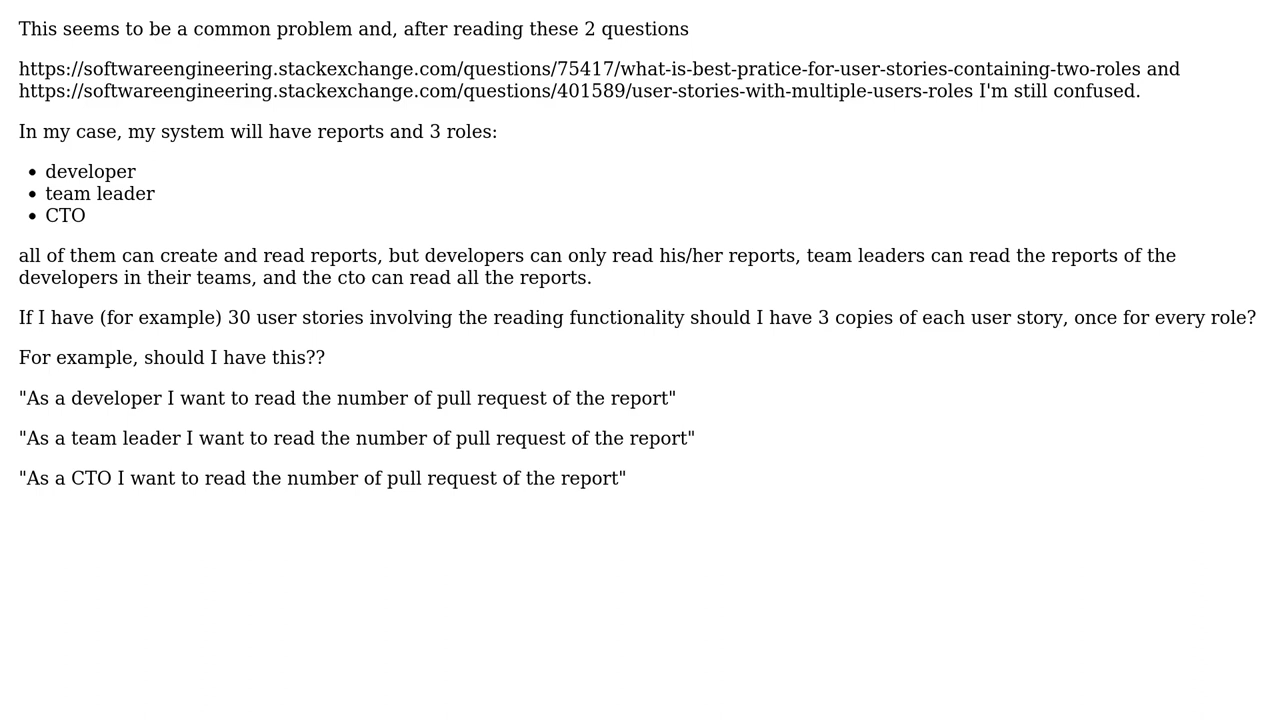 This seems to be a common problem and, after reading these 2 questions
https://softwareengineering.stackexchange.com/questions/75417/what-is-best-pratice-for-user-stories-containing-two-roles and
https://softwareengineering.stackexchange.com/questions/401589/user-stories-with-multiple-users-roles I'm still confused.
In my case, my system will have reports and 3 roles:
• developer
• team leader
• CTO
all of them can create and read reports, but developers can only read his/her reports, team leaders can read the reports of the
developers in their teams, and the cto can read all the reports.
If I have (for example) 30 user stories involving the reading functionality should I have 3 copies of each user story, once for every role?
For example, should I have this??
"As a developer I want to read the number of pull request of the report"
"As a team leader I want to read the number of pull request of the report"
"As a CTO I want to read the number of pull request of the report"